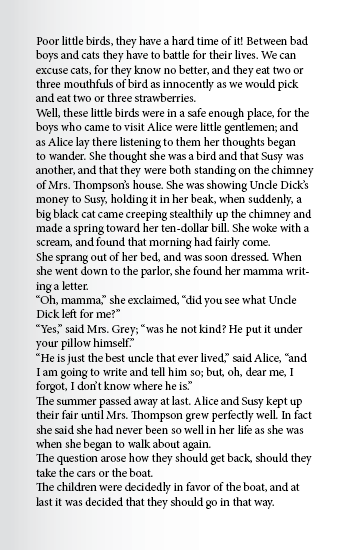 Poor little birds, they have a hard time of it! Between bad
boys and cats they have to battle for their lives. We can
excuse cats, for they know no better, and they eat two or
three mouthfuls of bird as innocently as we would pick
and eat two or three strawberries.
Well, these little birds were in a safe enough place, for the
boys who came to visit Alice were little gentlemen; and
as Alice lay there listening to them her thoughts began
to wander. She thought she was a bird and that Susy was
another, and that they were both standing on the chimney
of Mrs. Thompson's house. She was showing Uncle Dick's
money to Susy, holding it in her beak, when suddenly, a
big black cat came creeping stealthily up the chimney and
made a spring toward her ten-dollar bill. She woke with a
scream, and found that morning had fairly come.
She sprang out of her bed, and was soon dressed. When
she went down to the parlor, she found her mamma writ-
ing a letter.
“Oh, mamma,” she exclaimed, “did you see what Uncle
Dick left for me?”
“Yes,” said Mrs. Grey; “was he not kind? He put it under
your pillow himself.”
“He is just the best uncle that ever lived,” said Alice, “and
I am going to write and tell him so; but, oh, dear me, I
forgot, I don't know where he is.”
The summer passed away at last. Alice and Susy kept up
their fair until Mrs. Thompson grew perfectly well. In fact
she said she had never been so well in her life as she was
when she began to walk about again.
The question arose how they should get back, should they
take the cars or the boat.
The children were decidedly in favor of the boat, and at
last it was decided that they should go in that way.